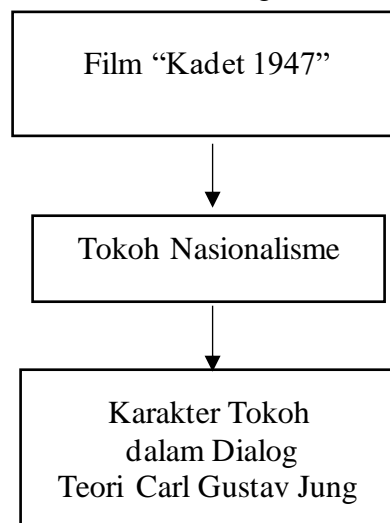 Film “Kadet 1947”
Tokoh Nasionalisme
Karakter Tokoh
dalam Dialog
Teori Carl Gustav Jung